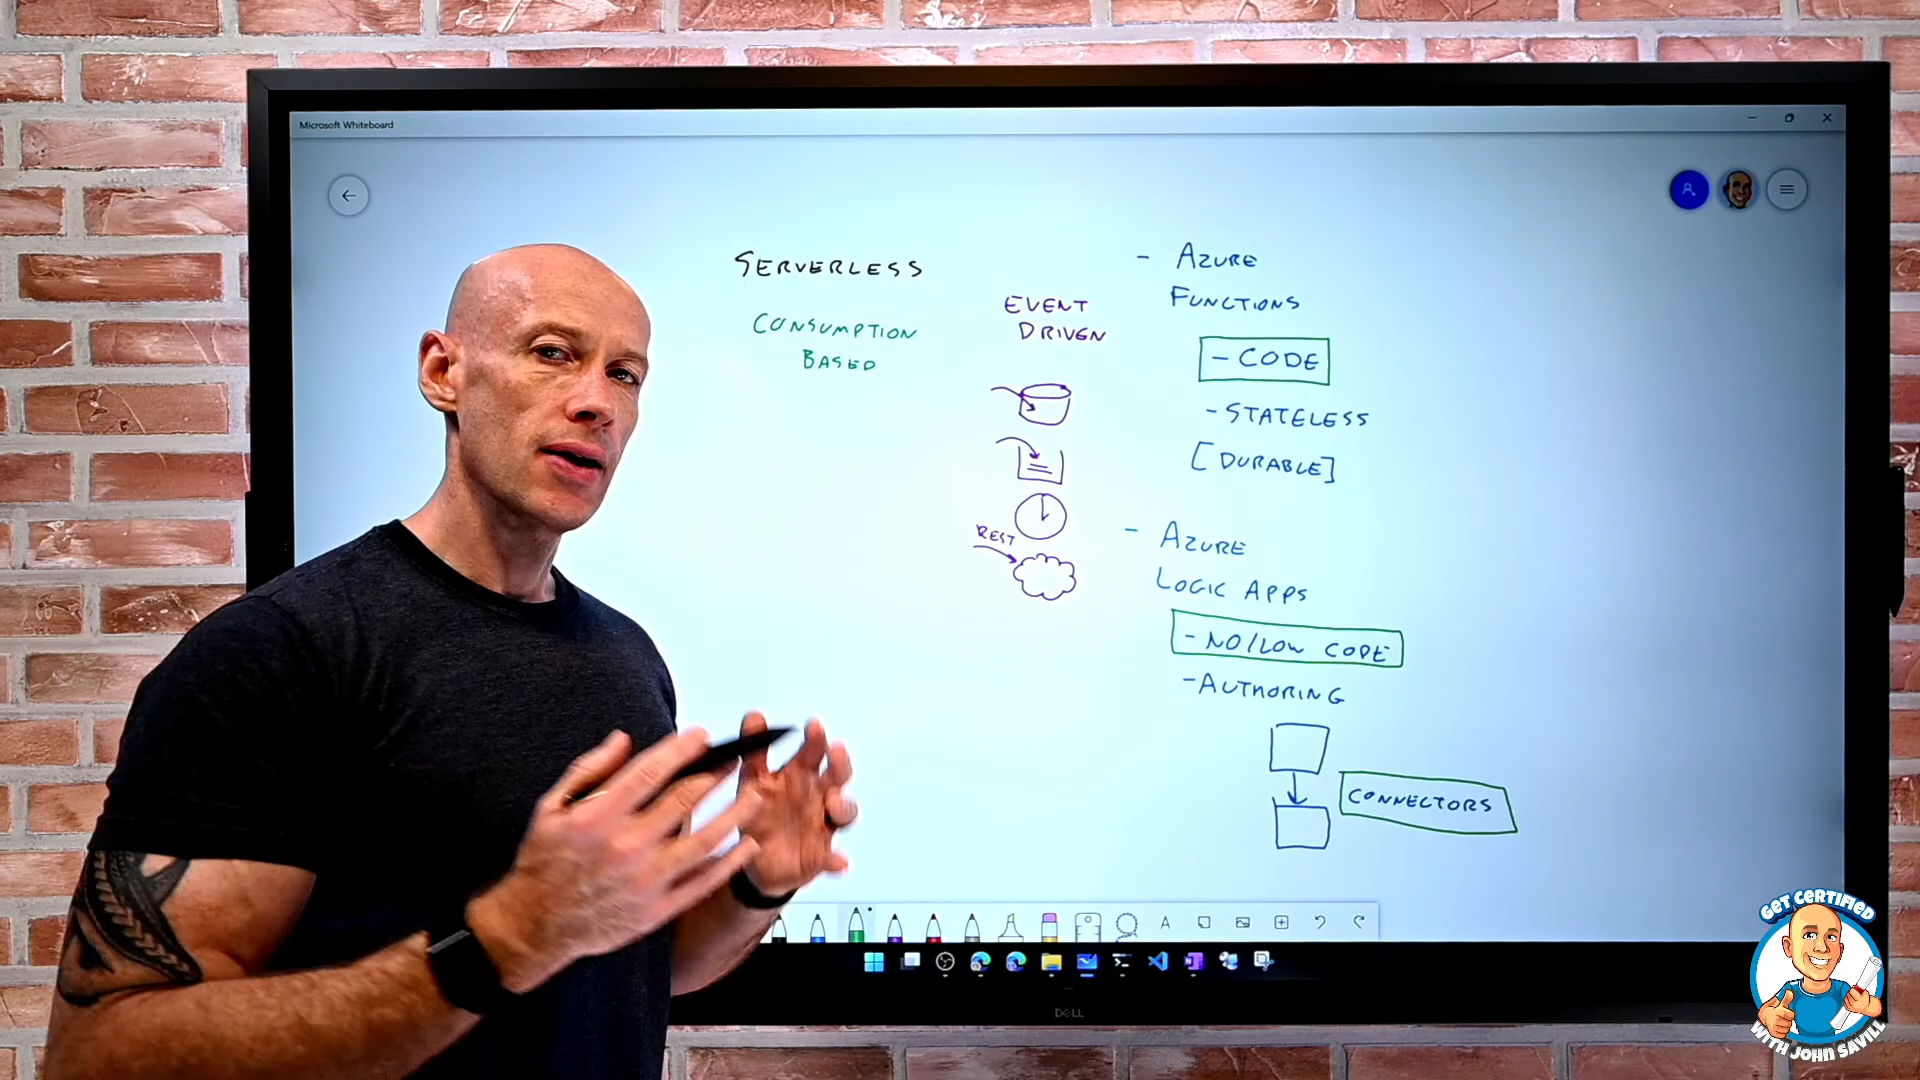 Microsoft Whiteboard
SERVERLESS
CONSUMPTION
BASED
EVENT
DRIVEN
REST
- AZURE
FUNCTIONS
- CODE
- STATELESS
[DURABLE]
- AZURE
LOGIC APPS
- NO/LOW CODE
- AUTHORING
CONNECTORS
DELL
GET CERTIFIED
WITH JOHN SAVILL